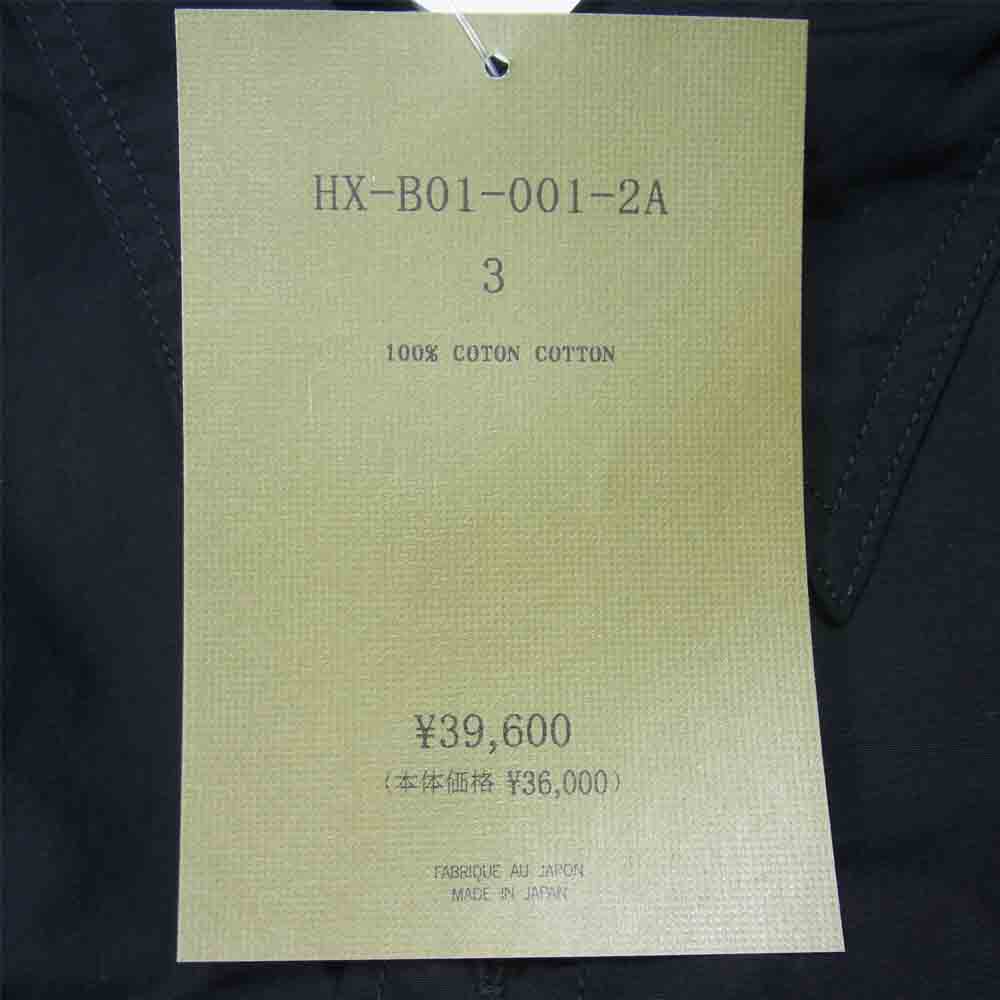 HX-B01-001-2A
3
100% COTON COTTON
¥39,600
(本体価格 ¥36,000)
FABRIQUE AU JAPON
MADE IN JAPAN